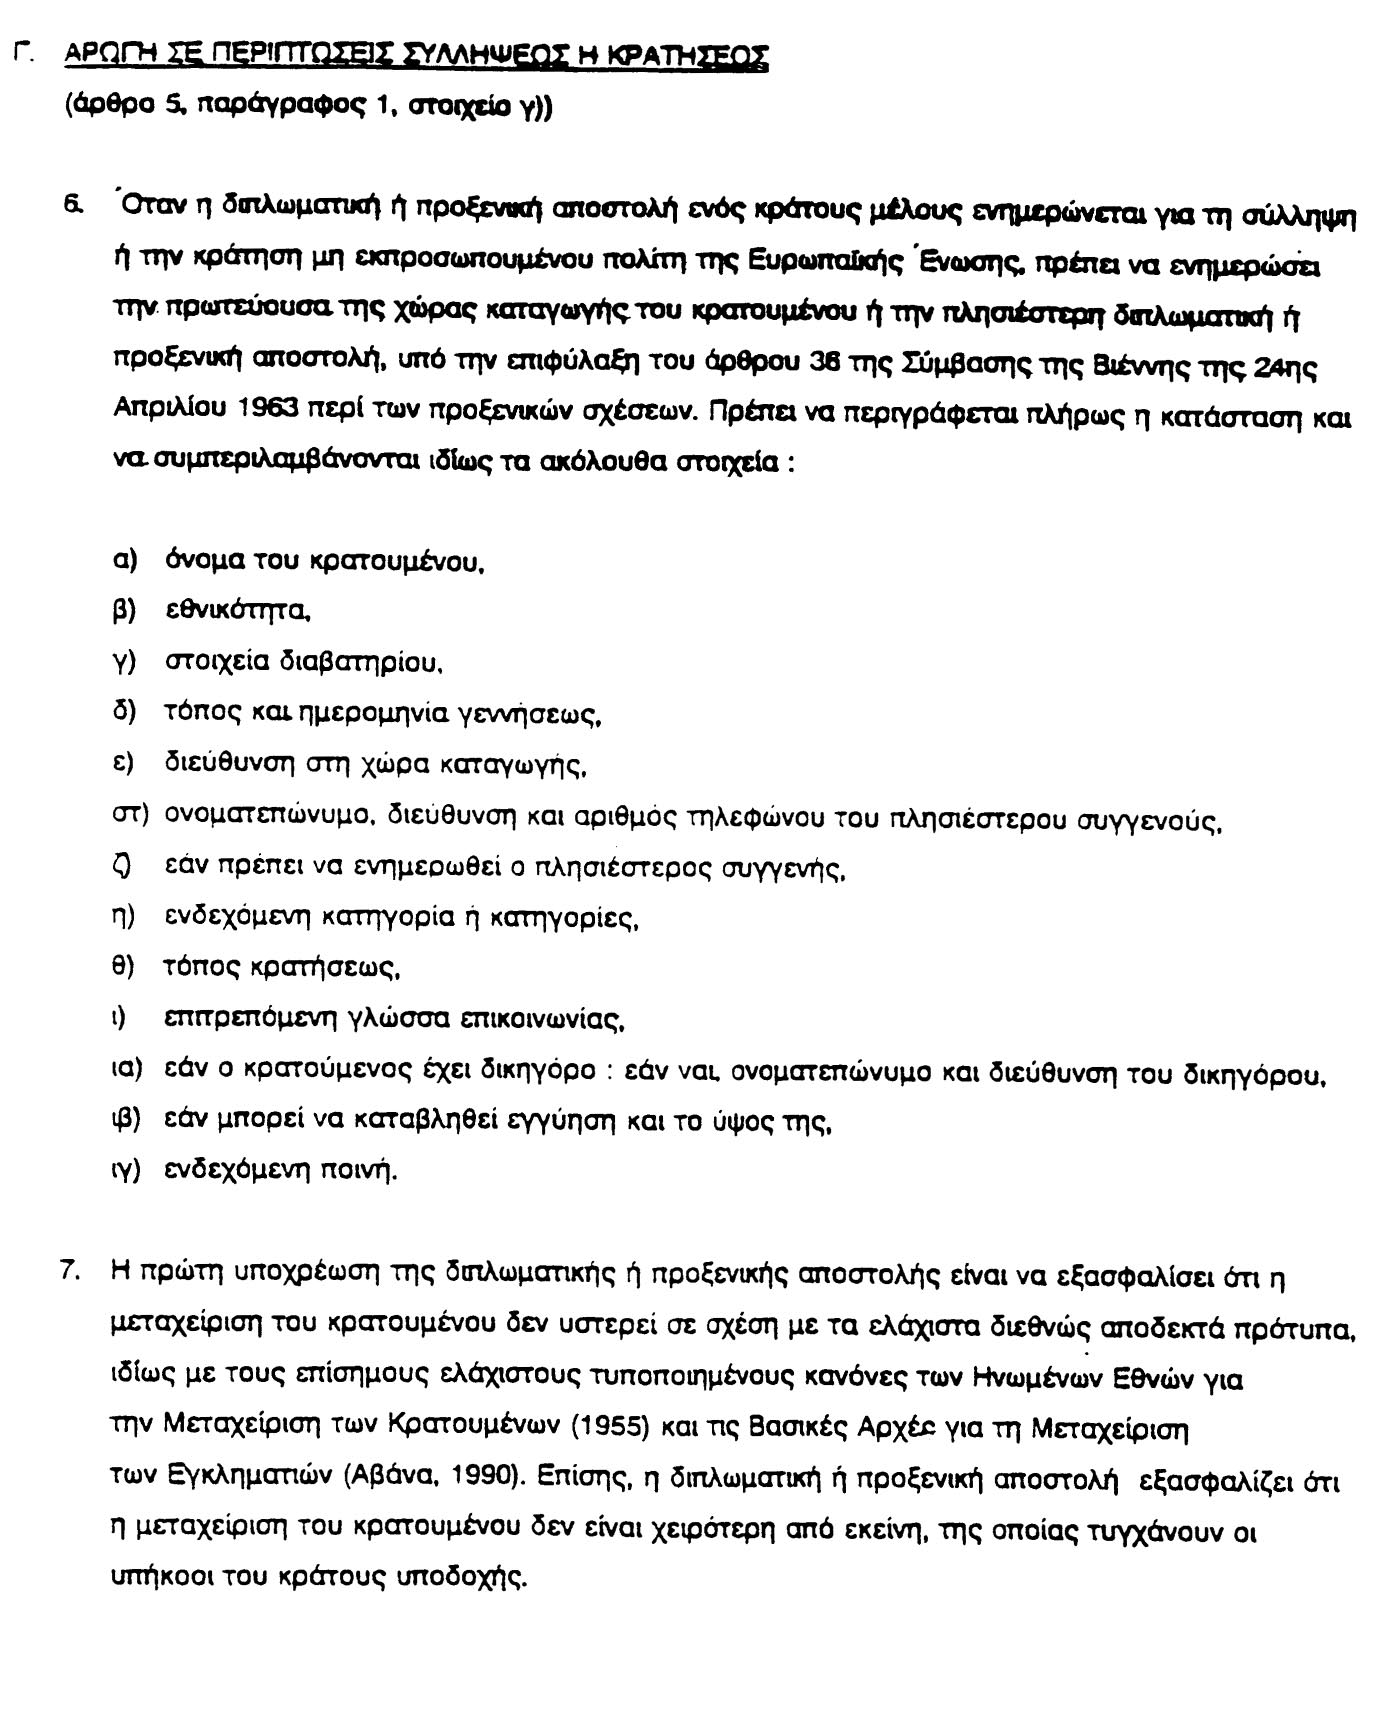 Γ. ΑΡΩΓΗ ΣΕ ΠΕΡΙΠΤΩΣΕΙΣ ΣΥΛΛΗΨΕΩΣ Η ΚΡΑΤΗΣΕΩΣ
(άρθρο 5, παράγραφος 1, στοιχείο γ))
6. Όταν η διπλωματική ή προξενική αποστολή ενός κράτους μέλους ενημερώνεται για τη σύλληψη
ή την κράτηση μη εκπροσωπουμένου πολίτη της Ευρωπαϊκής Ένωσης, πρέπει να ενημερώσει
την πρωτεύουσα της χώρας καταγωγής του κρατουμένου ή την πλησιέστερη διπλωματική ή
προξενική αποστολή, υπό την επιφύλαξη του άρθρου 36 της Σύμβασης της Βιέννης της 24ης
Απριλίου 1963 περί των προξενικών σχέσεων. Πρέπει να περιγράφεται πλήρως η κατάσταση και
να συμπεριλαμβάνονται ιδίως τα ακόλουθα στοιχεία :
α) όνομα του κρατουμένου,
β) εθνικότητα,
γ) στοιχεία διαβατηρίου,
δ) τόπος και ημερομηνία γεννήσεως,
ε) διεύθυνση στη χώρα καταγωγής,
στ) ονοματεπώνυμο, διεύθυνση και αριθμός τηλεφώνου του πλησιέστερου συγγενούς,
ζ) εάν πρέπει να ενημερωθεί ο πλησιέστερος συγγενής,
η) ενδεχόμενη κατηγορία ή κατηγορίες,
θ) τόπος κρατήσεως,
ι) επιτρεπόμενη γλώσσα επικοινωνίας,
ια) εάν ο κρατούμενος έχει δικηγόρο : εάν ναι, ονοματεπώνυμο και διεύθυνση του δικηγόρου,
ιβ) εάν μπορεί να καταβληθεί εγγύηση και το ύψος της,
ιγ) ενδεχόμενη ποινή.
7. Η πρώτη υποχρέωση της διπλωματικής ή προξενικής αποστολής είναι να εξασφαλίσει ότι η
μεταχείριση του κρατουμένου δεν υστερεί σε σχέση με τα ελάχιστα διεθνώς αποδεκτά πρότυπα,
ιδίως με τους επίσημους ελάχιστους τυποποιημένους κανόνες των Ηνωμένων Εθνών για
την Μεταχείριση των Κρατουμένων (1955) και τις Βασικές Αρχές για τη Μεταχείριση
των Εγκληματιών (Αβάνα, 1990). Επίσης, η διπλωματική ή προξενική αποστολή εξασφαλίζει ότι
η μεταχείριση του κρατουμένου δεν είναι χειρότερη από εκείνη, της οποίας τυγχάνουν οι
υπήκοοι του κράτους υποδοχής.